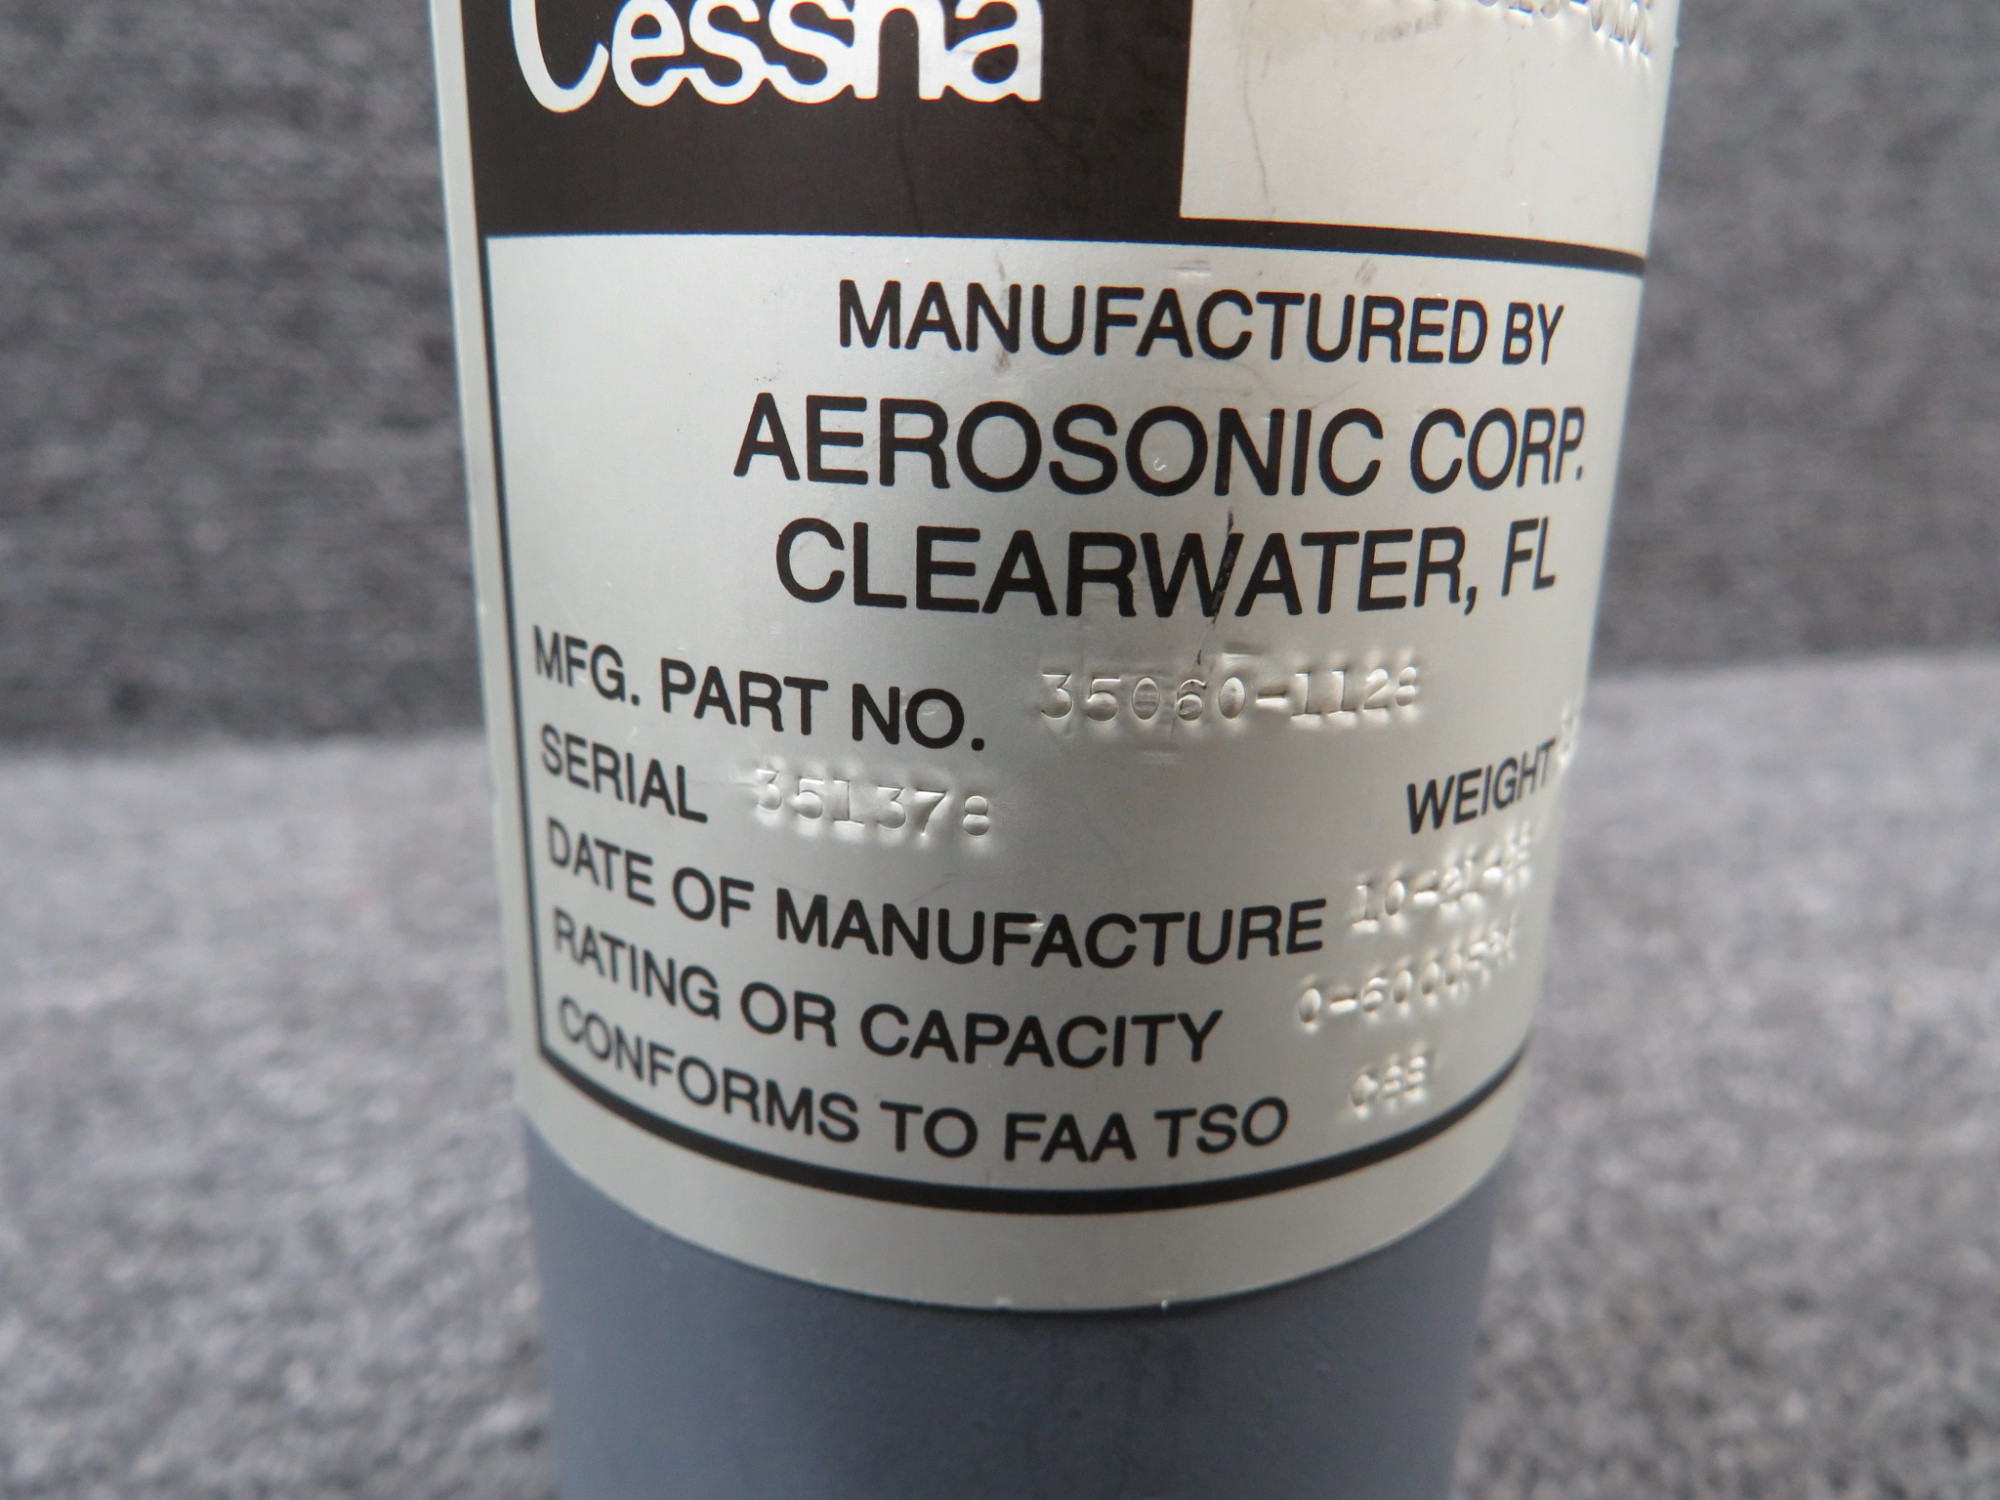 Cessna
MANUFACTURED BY
AEROSONIC CORP.
CLEARWATER, FL
MFG. PART NO. 35060-1128
SERIAL 351378
WEIGHT
DATE OF MANUFACTURE
RATING OR CAPACITY
CONFORMS TO FAA TSO